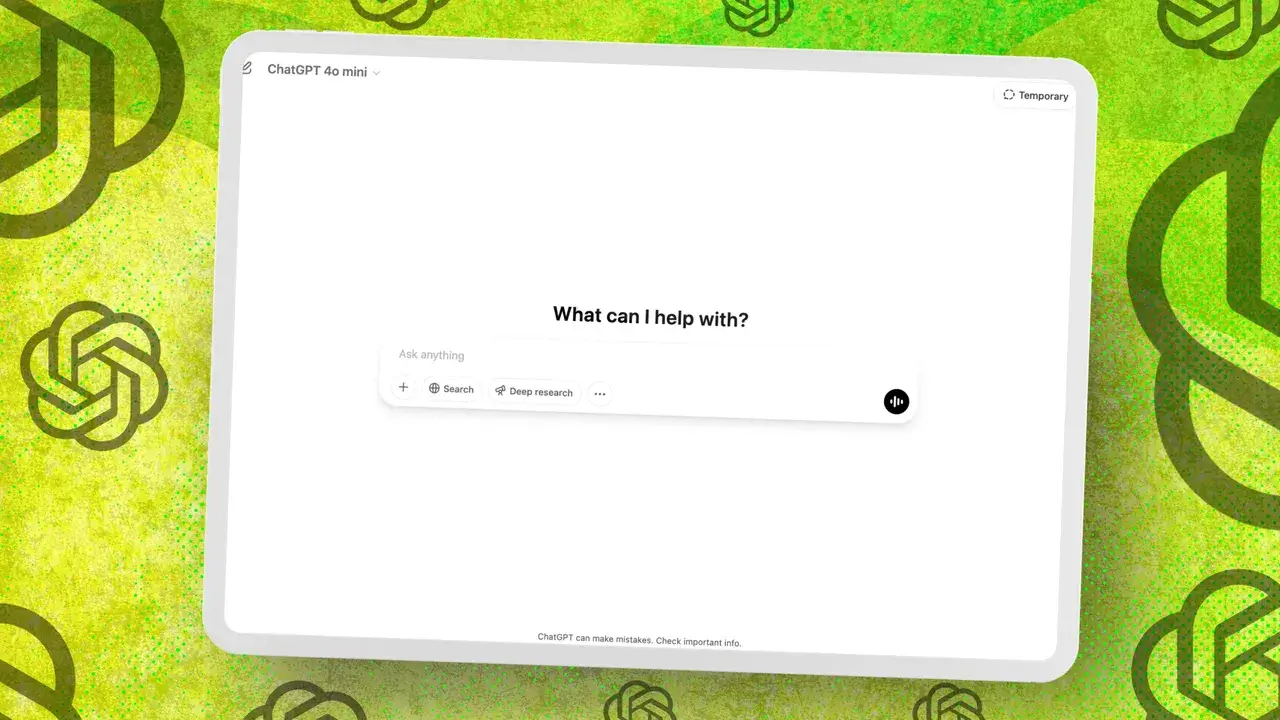 ChatGPT 4o mini
Temporary
What can I help with?
Ask anything
Search
Deep research
ChatGPT can make mistakes. Check important info.